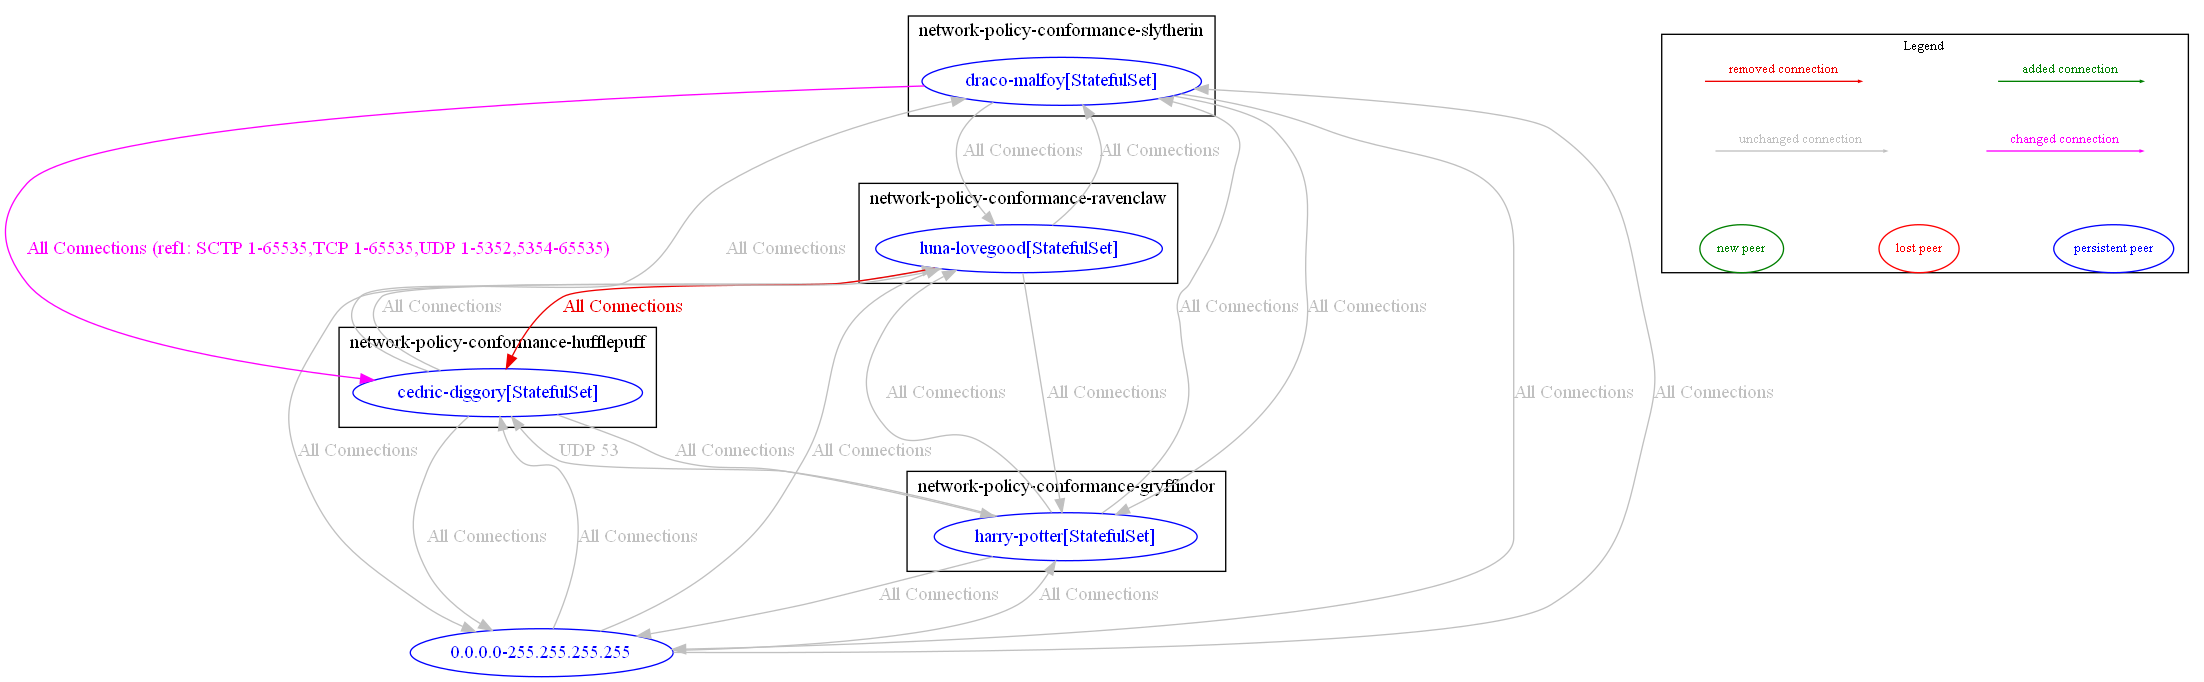 network-policy-conformance-slytherin
draco-malfoy[StatefulSet]
Legend
removed connection
added connection
unchanged connection
changed connection
new peer
lost peer
persistent peer
All Connections
All Connections
network-policy-conformance-ravenclaw
luna-lovegood[StatefulSet]
All Connections (ref1: SCTP 1-65535,TCP 1-65535,UDP 1-5352,5354-65535)
All Connections
All Connections
All Connections
All Connections
All Connections
network-policy-conformance-hufflepuff
cedric-diggory[StatefulSet]
All Connections
All Connections
All Connections
All Connections
All Connections
UDP 53
All Connections
All Connections
network-policy-conformance-gryffindor
harry-potter[StatefulSet]
All Connections
All Connections
All Connections
All Connections
0.0.0.0-255.255.255.255